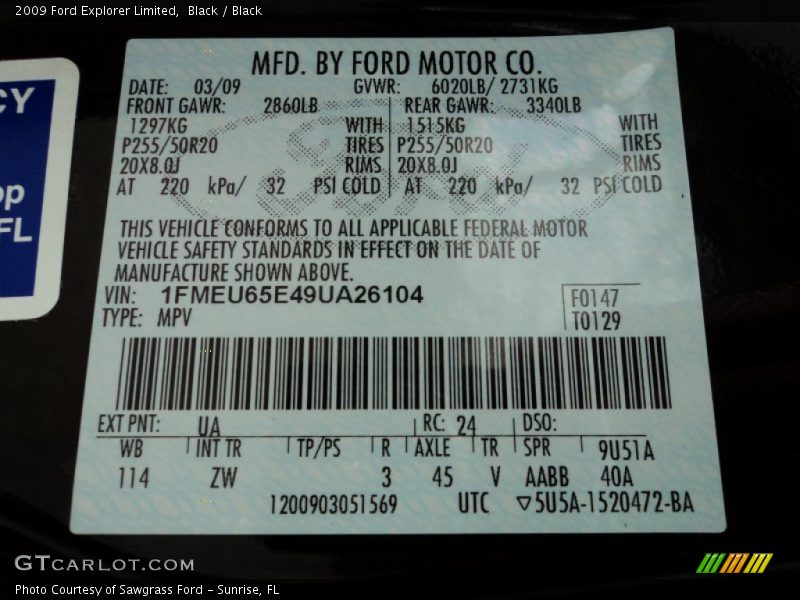 2009 Ford Explorer Limited,  Black / Black
CY
op
FL
MFD. BY FORD MOTOR CO.
DATE: 03/09 GVWR: 6020LB/ 2731KG
FRONT GAWR: 2860LB REAR GAWR: 3340LB
1297KG WITH 1515KG WITH
P255/50R20 TIRES P255/50R20 TIRES
20X8.0J RIMS 20X8.0J RIMS
AT 220 kPa/ 32 PSI COLD AT 220 kPa/ 32 PSI COLD
THIS VEHICLE CONFORMS TO ALL APPLICABLE FEDERAL MOTOR
VEHICLE SAFETY STANDARDS IN EFFECT ON THE DATE OF
MANUFACTURE SHOWN ABOVE.
VIN: 1FMEU65E49UA26104 F0147
TYPE: MPV T0129
EXT PNT: UA RC: 24 DSO:
WB INT TR TP/PS R AXLE TR SPR 9U51A
114 ZW 3 45 V AABB 40A
1200903051569 UTC ▽5U5A-1520472-BA
GTCARLOT.COM
Photo Courtesy of Sawgrass Ford - Sunrise, FL